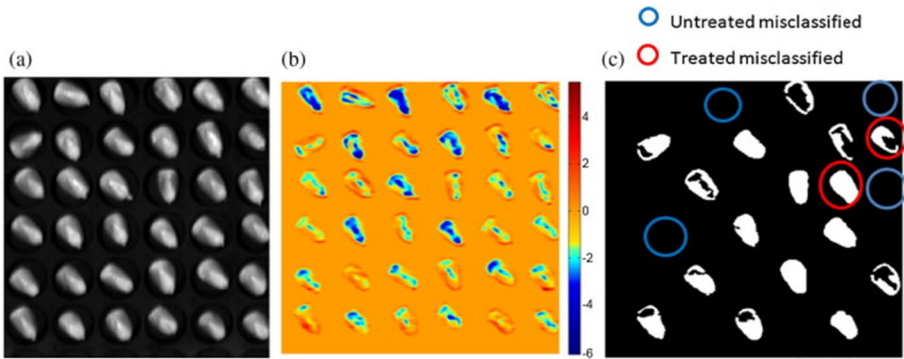 Untreated misclassified
(a)
(b)
(c)
Treated misclassified
4
2
0
-2
-4
-6